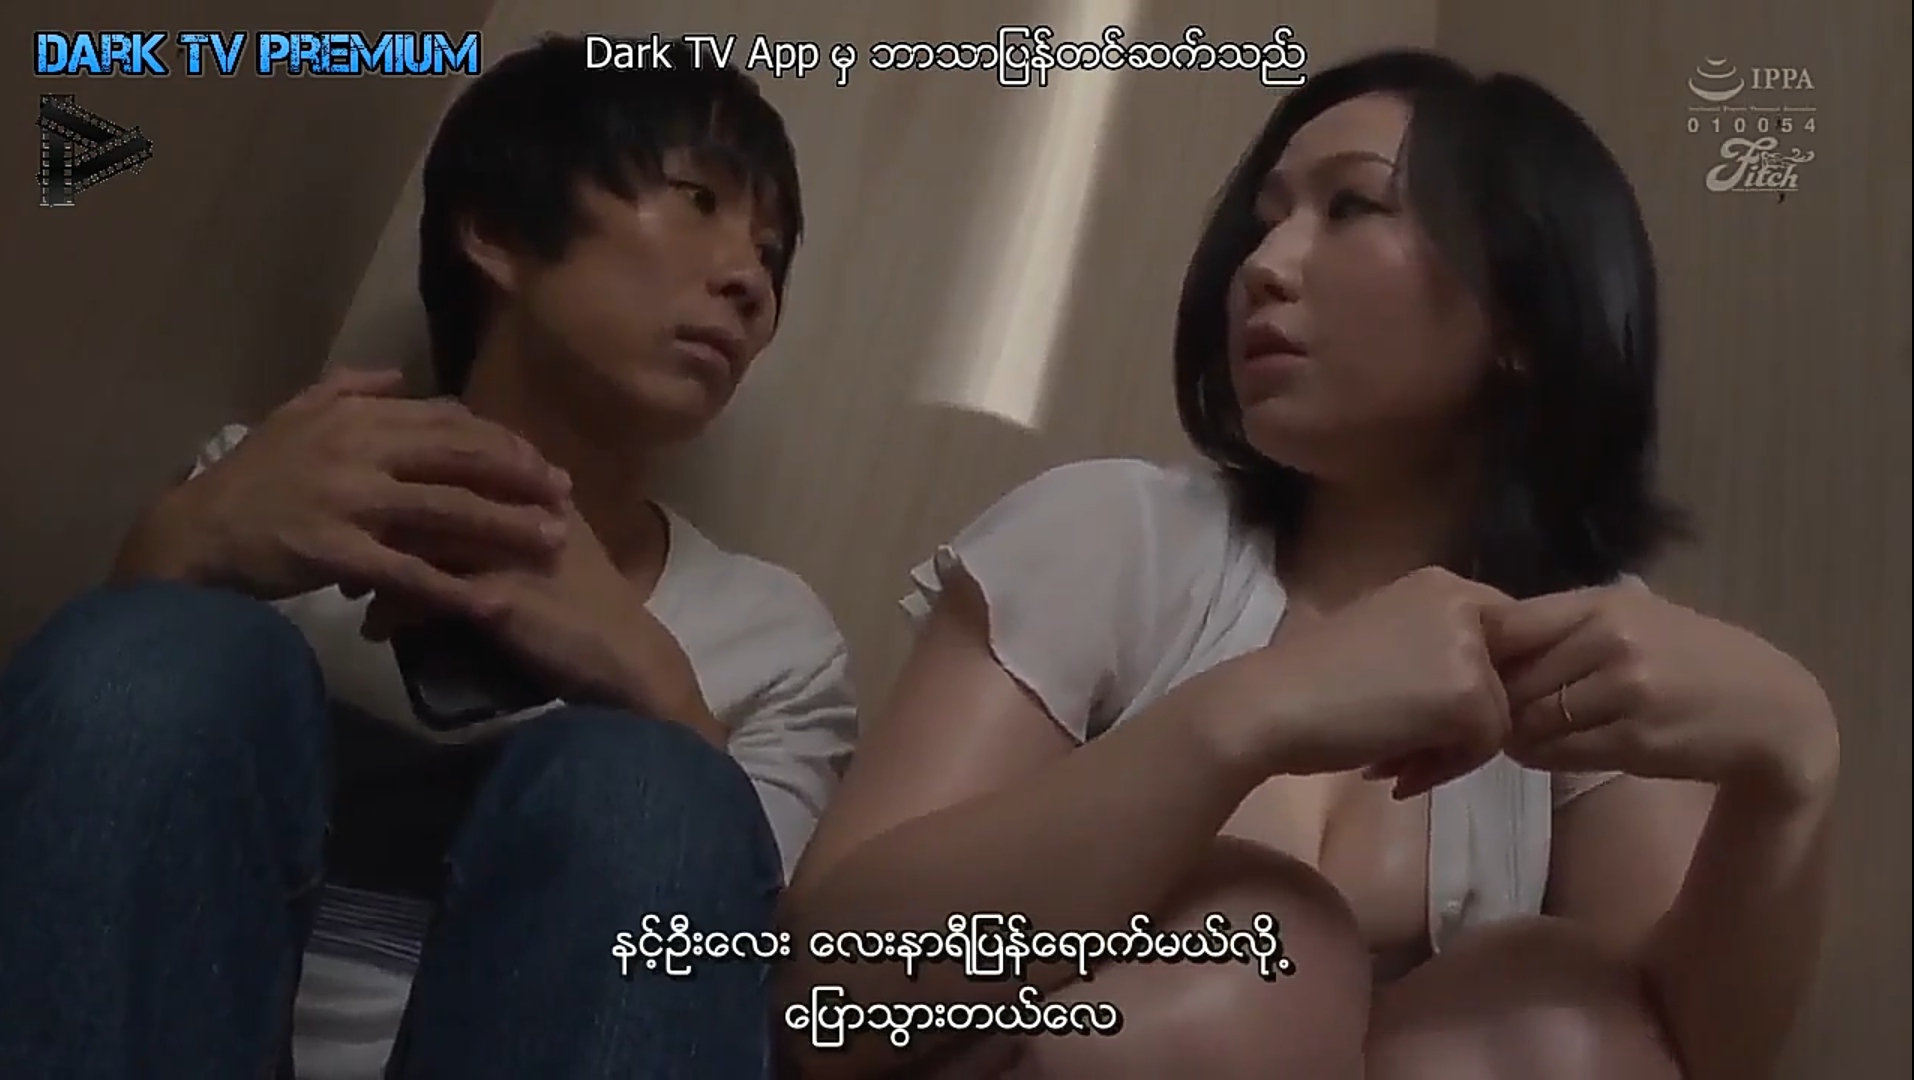 DARK TV PREMIUM
Dark TV App မှ ဘာသာပြန်တင်ဆက်သည်
IPPA
010054
Fitch
နင့်ဦးလေး လေးနာရီပြန်ရောက်မယ်လို့
ပြောသွားတယ်လေ